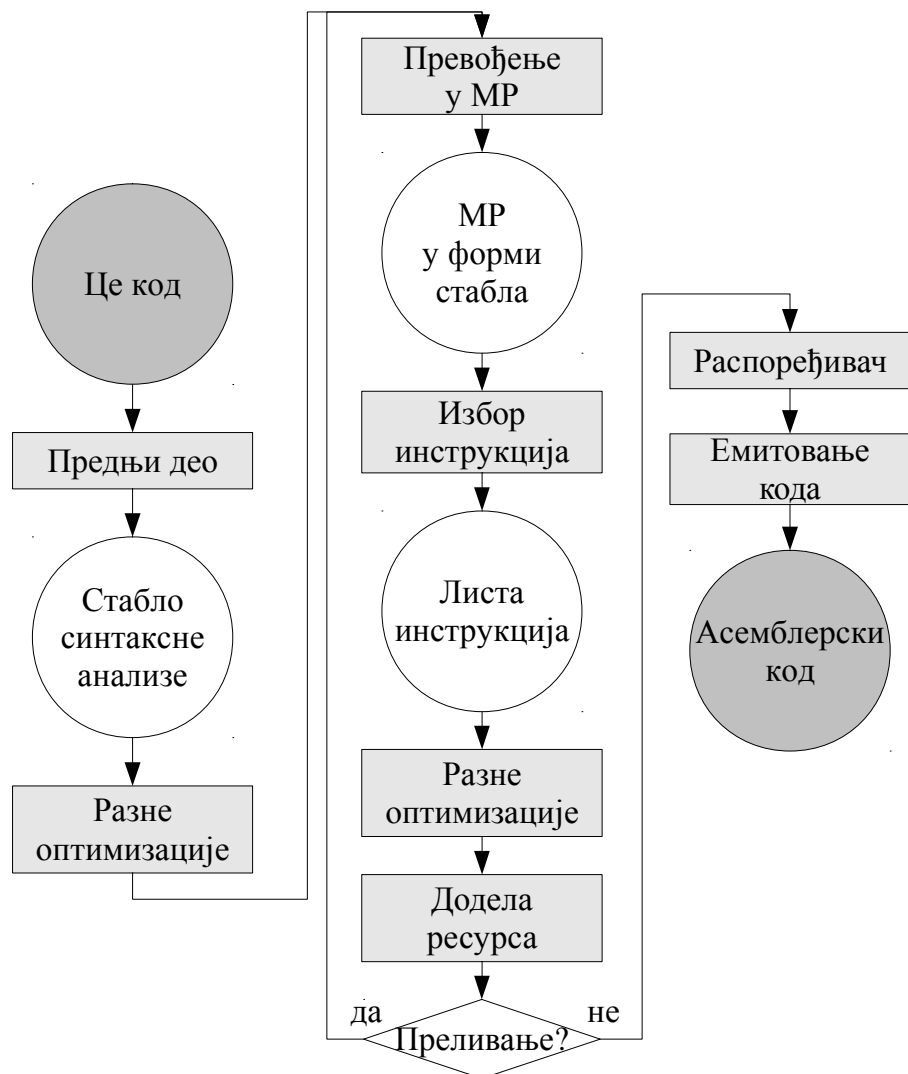 Це код
Предњи део
Стабло
синтаксне
анализе
Разне
оптимизације
Превођење
у МР
МР
у форми
стабла
Избор
инструкција
Листа
инструкција
Разне
оптимизације
Додела
ресурса
да
Преливање?
не
Распоређивач
Емитовање
кода
Асемблерски
код